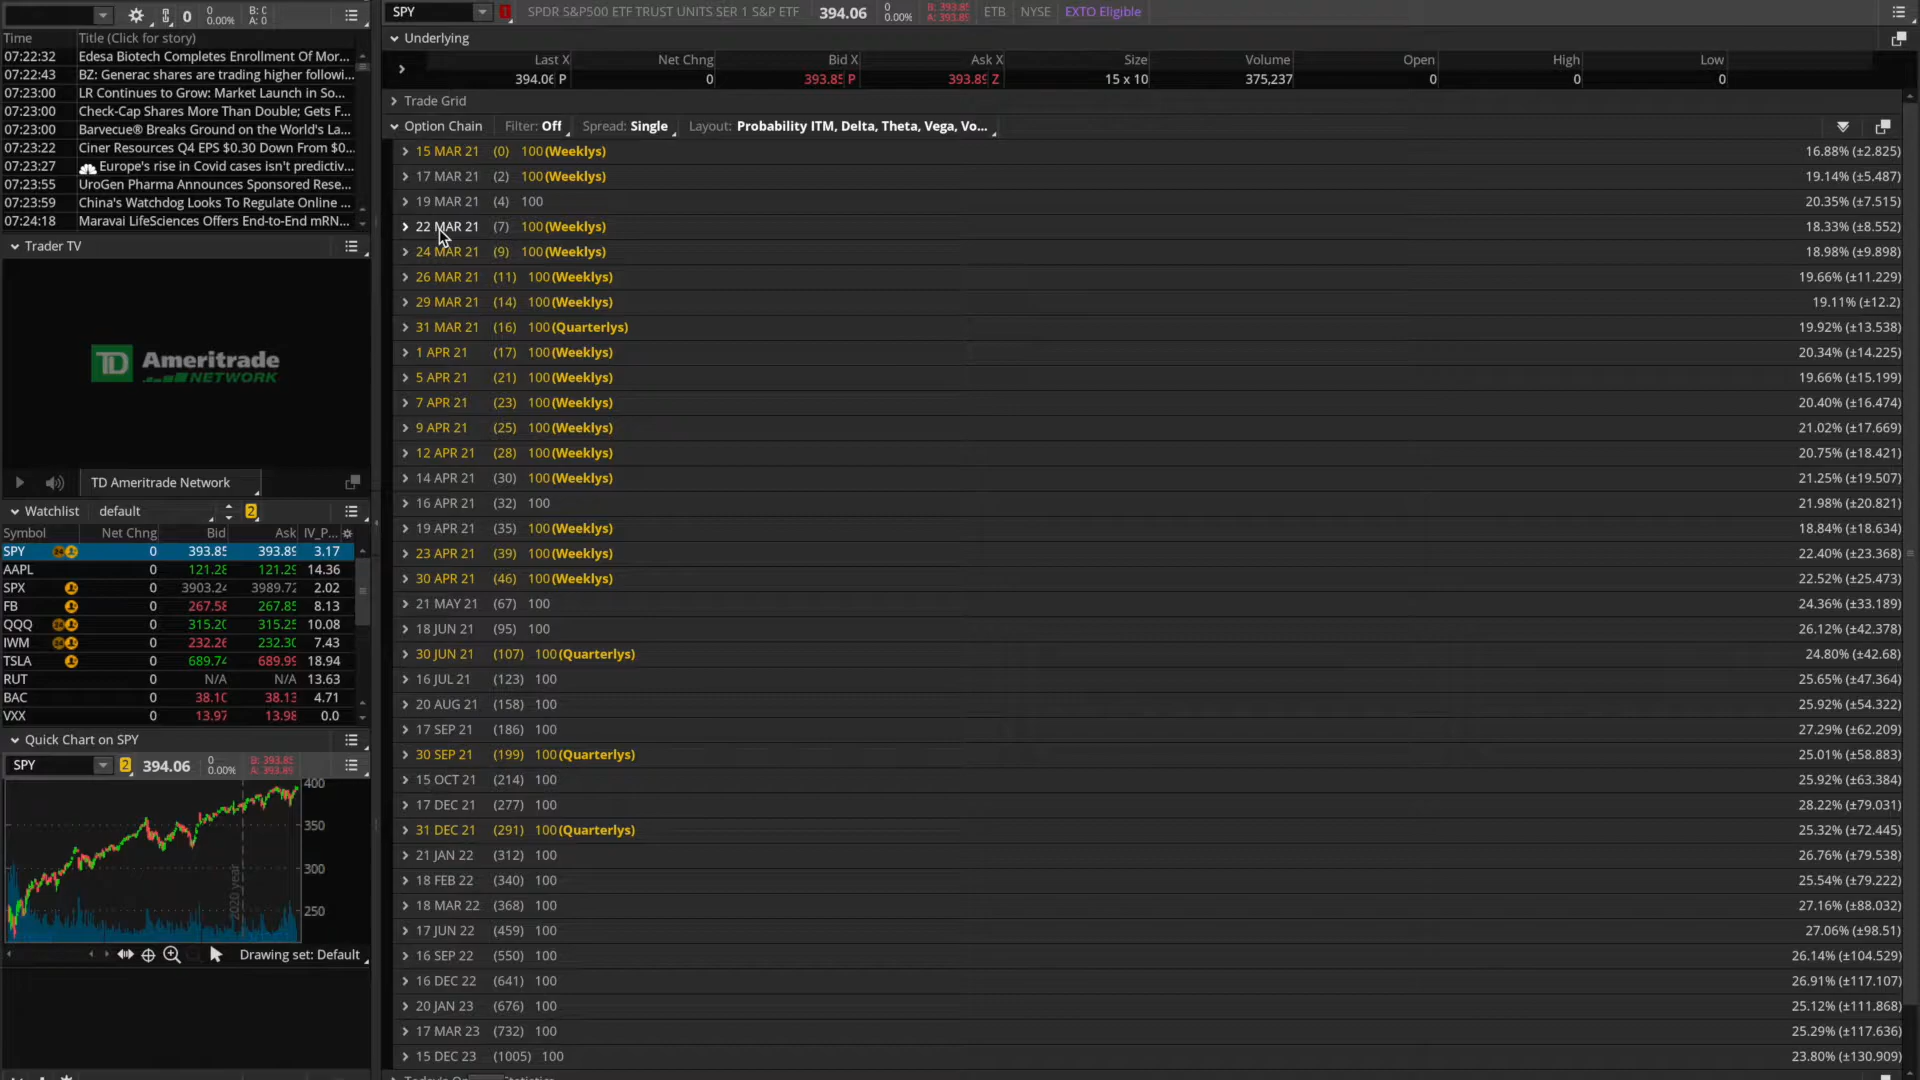 0
0
0.00%
B: C
A: 0
Time Title (Click for story)
07:22:32 Edesa Biotech Completes Enrollment Of Mor...
07:22:43 BZ: Generac shares are trading higher followi...
07:23:00 LR Continues to Grow: Market Launch in So...
07:23:00 Check-Cap Shares More Than Double; Gets F...
07:23:00 Barvecue® Breaks Ground on the World's La...
07:23:22 Ciner Resources Q4 EPS $0.30 Down From $0...
07:23:27 Europe's rise in Covid cases isn't predictiv...
07:23:55 UroGen Pharma Announces Sponsored Rese...
07:23:59 China's Watchdog Looks To Regulate Online ...
07:24:18 Maravai LifeSciences Offers End-to-End mRN...
Trader TV
TD Ameritrade
NETWORK
TD Ameritrade Network
Watchlist default 2
Symbol Net Chng Bid Ask IV_P...
SPY 0 393.85 393.89 3.17
AAPL 0 121.28 121.29 14.36
SPX 0 3903.24 3989.72 2.02
FB 0 267.58 267.85 8.13
QQQ 0 315.20 315.25 10.08
IWM 0 232.26 232.30 7.43
TSLA 0 689.74 689.99 18.94
RUT 0 N/A N/A 13.63
BAC 0 38.10 38.13 4.71
VXX 0 13.97 13.98 0.0
Quick Chart on SPY
SPY 2 394.06 0
0.00%
B: 393.85
A: 393.89
400
350
300
250
2020 year
Drawing set: Default
SPY SPDR S&P500 ETF TRUST UNITS SER 1 S&P ETF 394.06 0
0.00%
B: 393.85
A: 393.89
ETB NYSE EXTO Eligible
Underlying
Last X Net Chng Bid X Ask X Size Volume Open High Low
394.06 P 0 393.85 P 393.89 Z 15 x 10 375,237 0 0 0
Trade Grid
Option Chain Filter: Off Spread: Single Layout: Probability ITM, Delta, Theta, Vega, Vo...
15 MAR 21 (0) 100 (Weeklys) 16.88% (±2.825)
17 MAR 21 (2) 100 (Weeklys) 19.14% (±5.487)
19 MAR 21 (4) 100 20.35% (±7.515)
22 MAR 21 (7) 100 (Weeklys) 18.33% (±8.552)
24 MAR 21 (9) 100 (Weeklys) 18.98% (±9.898)
26 MAR 21 (11) 100 (Weeklys) 19.66% (±11.229)
29 MAR 21 (14) 100 (Weeklys) 19.11% (±12.2)
31 MAR 21 (16) 100 (Quarterlys) 19.92% (±13.538)
1 APR 21 (17) 100 (Weeklys) 20.34% (±14.225)
5 APR 21 (21) 100 (Weeklys) 19.66% (±15.199)
7 APR 21 (23) 100 (Weeklys) 20.40% (±16.474)
9 APR 21 (25) 100 (Weeklys) 21.02% (±17.669)
12 APR 21 (28) 100 (Weeklys) 20.75% (±18.421)
14 APR 21 (30) 100 (Weeklys) 21.25% (±19.507)
16 APR 21 (32) 100 21.98% (±20.821)
19 APR 21 (35) 100 (Weeklys) 18.84% (±18.634)
23 APR 21 (39) 100 (Weeklys) 22.40% (±23.368)
30 APR 21 (46) 100 (Weeklys) 22.52% (±25.473)
21 MAY 21 (67) 100 24.36% (±33.189)
18 JUN 21 (95) 100 26.12% (±42.378)
30 JUN 21 (107) 100 (Quarterlys) 24.80% (±42.68)
16 JUL 21 (123) 100 25.65% (±47.364)
20 AUG 21 (158) 100 25.92% (±54.322)
17 SEP 21 (186) 100 27.29% (±62.209)
30 SEP 21 (199) 100 (Quarterlys) 25.01% (±58.883)
15 OCT 21 (214) 100 25.92% (±63.384)
17 DEC 21 (277) 100 28.22% (±79.031)
31 DEC 21 (291) 100 (Quarterlys) 25.32% (±72.445)
21 JAN 22 (312) 100 26.76% (±79.538)
18 FEB 22 (340) 100 25.54% (±79.222)
18 MAR 22 (368) 100 27.16% (±88.032)
17 JUN 22 (459) 100 27.06% (±98.51)
16 SEP 22 (550) 100 26.14% (±104.529)
16 DEC 22 (641) 100 26.91% (±117.107)
20 JAN 23 (676) 100 25.12% (±111.868)
17 MAR 23 (732) 100 25.29% (±117.636)
15 DEC 23 (1005) 100 23.80% (±130.909)